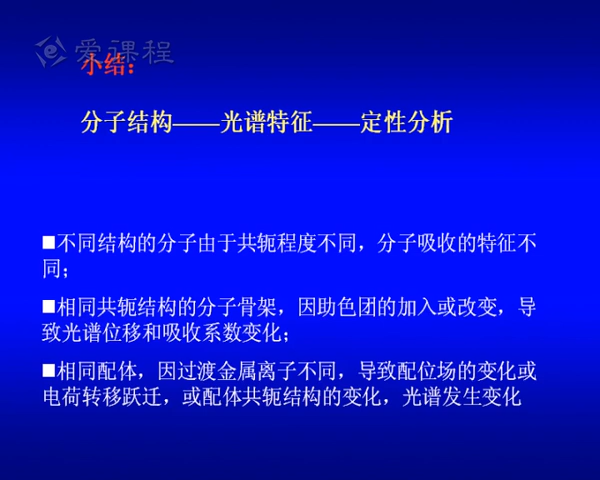 爱课程
小结：
分子结构——光谱特征——定性分析
■不同结构的分子由于共轭程度不同，分子吸收的特征不
同；
■相同共轭结构的分子骨架，因助色团的加入或改变，导
致光谱位移和吸收系数变化；
■相同配体，因过渡金属离子不同，导致配位场的变化或
电荷转移跃迁，或配体共轭结构的变化，光谱发生变化